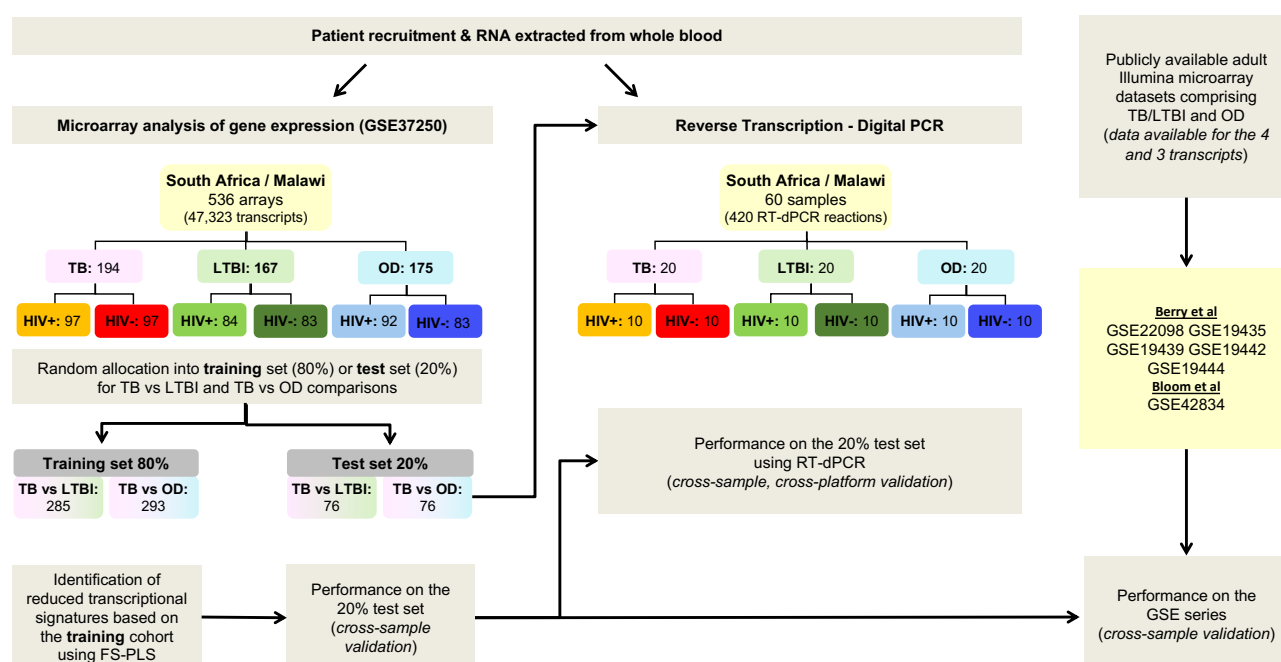 Patient recruitment & RNA extracted from whole blood
Microarray analysis of gene expression (GSE37250)
South Africa / Malawi
536 arrays
(47,323 transcripts)
TB: 194
LTBI: 167
OD: 175
HIV+: 97
HIV-: 97
HIV+: 84
HIV-: 83
HIV+: 92
HIV-: 83
Random allocation into training set (80%) or test set (20%)
for TB vs LTBI and TB vs OD comparisons
Training set 80%
TB vs LTBI:
285
TB vs OD:
293
Test set 20%
TB vs LTBI:
76
TB vs OD:
76
Identification of
reduced transcriptional
signatures based on
the training cohort
using FS-PLS
Performance on the
20% test set
(cross-sample
validation)
Reverse Transcription - Digital PCR
South Africa / Malawi
60 samples
(420 RT-dPCR reactions)
TB: 20
LTBI: 20
OD: 20
HIV+: 10
HIV-: 10
HIV+: 10
HIV-: 10
HIV+: 10
HIV-: 10
Performance on the 20% test set
using RT-dPCR
(cross-sample, cross-platform validation)
Publicly available adult
Illumina microarray
datasets comprising
TB/LTBI and OD
(data available for the 4
and 3 transcripts)
Berry et al
GSE22098 GSE19435
GSE19439 GSE19442
GSE19444
Bloom et al
GSE42834
Performance on the
GSE series
(cross-sample validation)